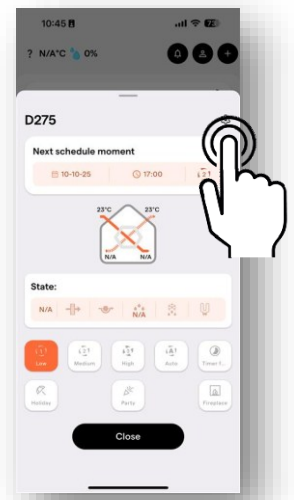 10:45
? N/A°C 0%
D275
Next schedule moment
10-10-25 17:00
23°C 23°C
N/A N/A
State:
N/A N/A
Low Medium High Auto Timer f...
Holiday Party Fireplace
Close